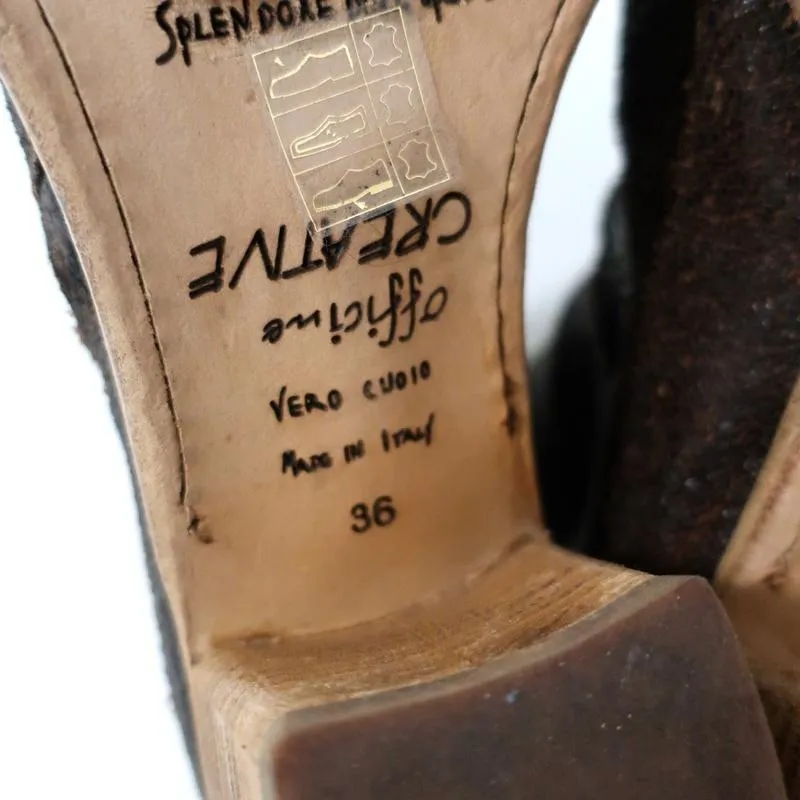 SPLENDORE
CREATIVE
officine
VERO CUOIO
MADE IN ITALY
36